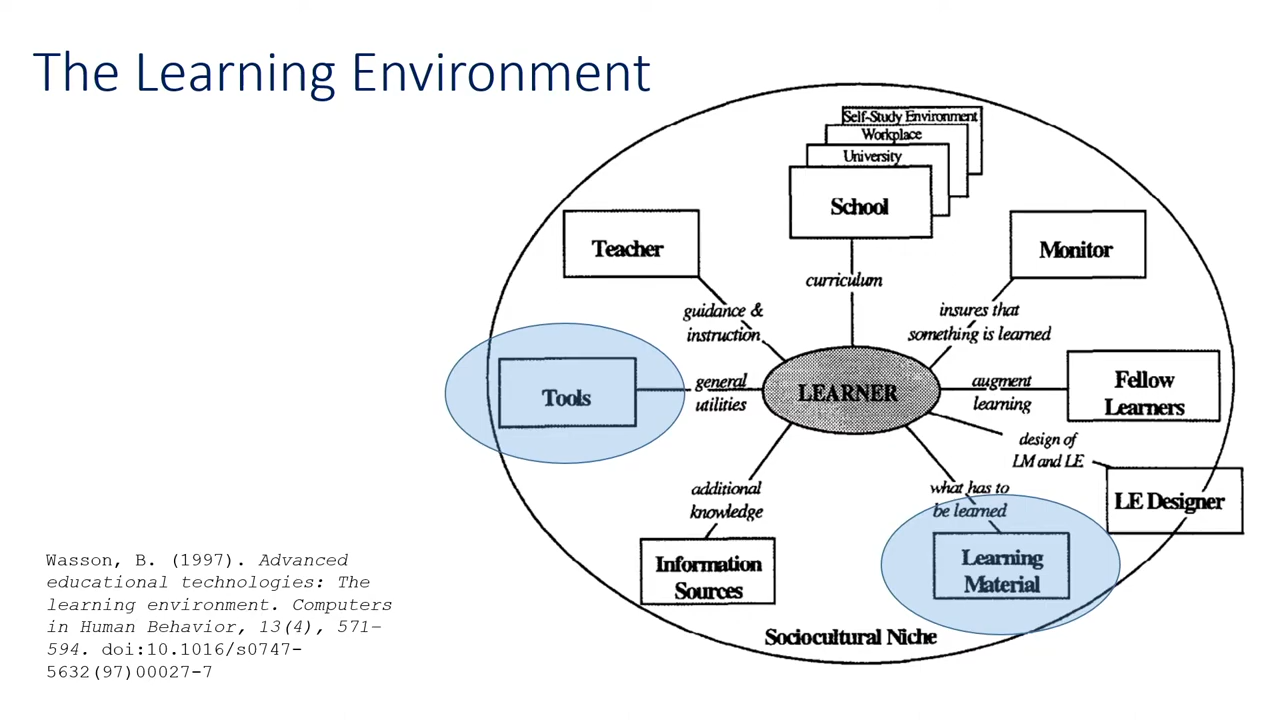 The Learning Environment
Self-Study Environment
Workplace
University
School
Teacher
Monitor
curriculum
guidance &
instruction
insures that
something is learned
Tools
general
utilities
LEARNER
augment
learning
Fellow
Learners
design of
LM and LE
LE Designer
additional
knowledge
what has to
be learned
Information
Sources
Learning
Material
Sociocultural Niche
Wasson, B. (1997). Advanced
educational technologies: The
learning environment. Computers
in Human Behavior, 13(4), 571–
594. doi:10.1016/s0747-
5632(97)00027-7